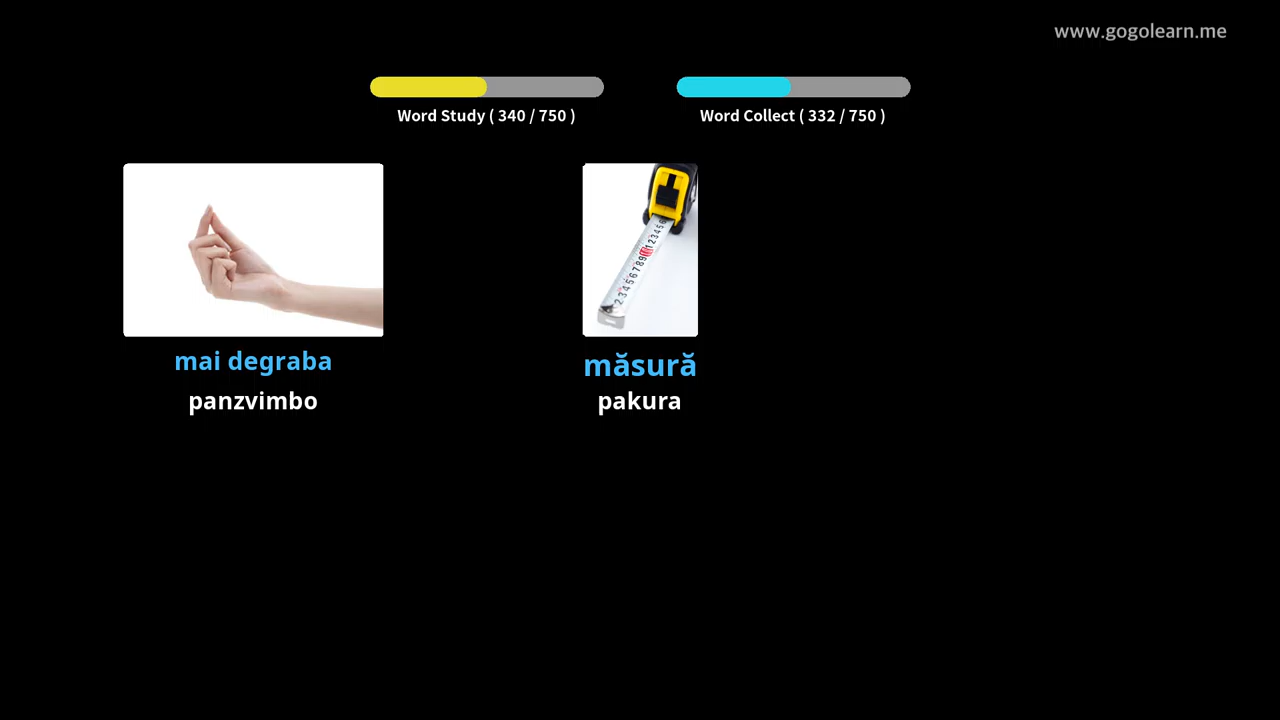 www.gogolearn.me
Word Study ( 340 / 750 )
Word Collect ( 332 / 750 )
mai degraba
panzvimbo
măsură
pakura